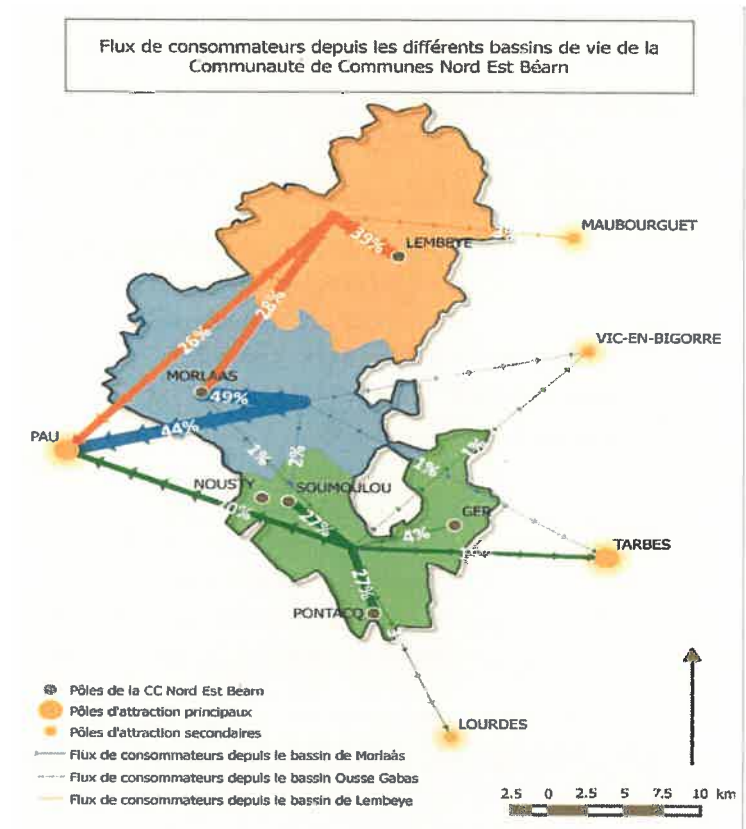 Flux de consommateurs depuis les différents bassins de vie de la
Communauté de Communes Nord Est Béarn
MAUBOURGUET
39%
LEMBEYE
VIC-EN-BIGORRE
28%
26%
MORLAAS
49%
PAU
44%
1%
2%
1%
1%
NOUSTY
SOUMOULOU
27%
GER
4%
TARBES
27%
PONTACQ
LOURDES
Pôles de la CC Nord Est Béarn
Pôles d'attraction principaux
Pôles d'attraction secondaires
Flux de consommateurs depuis le bassin de Morlaàs
Flux de consommateurs depuis le bassin Ousse Gabas
Flux de consommateurs depuis le bassin de Lembeye
2.5 0 2.5 5 7.5 10 km